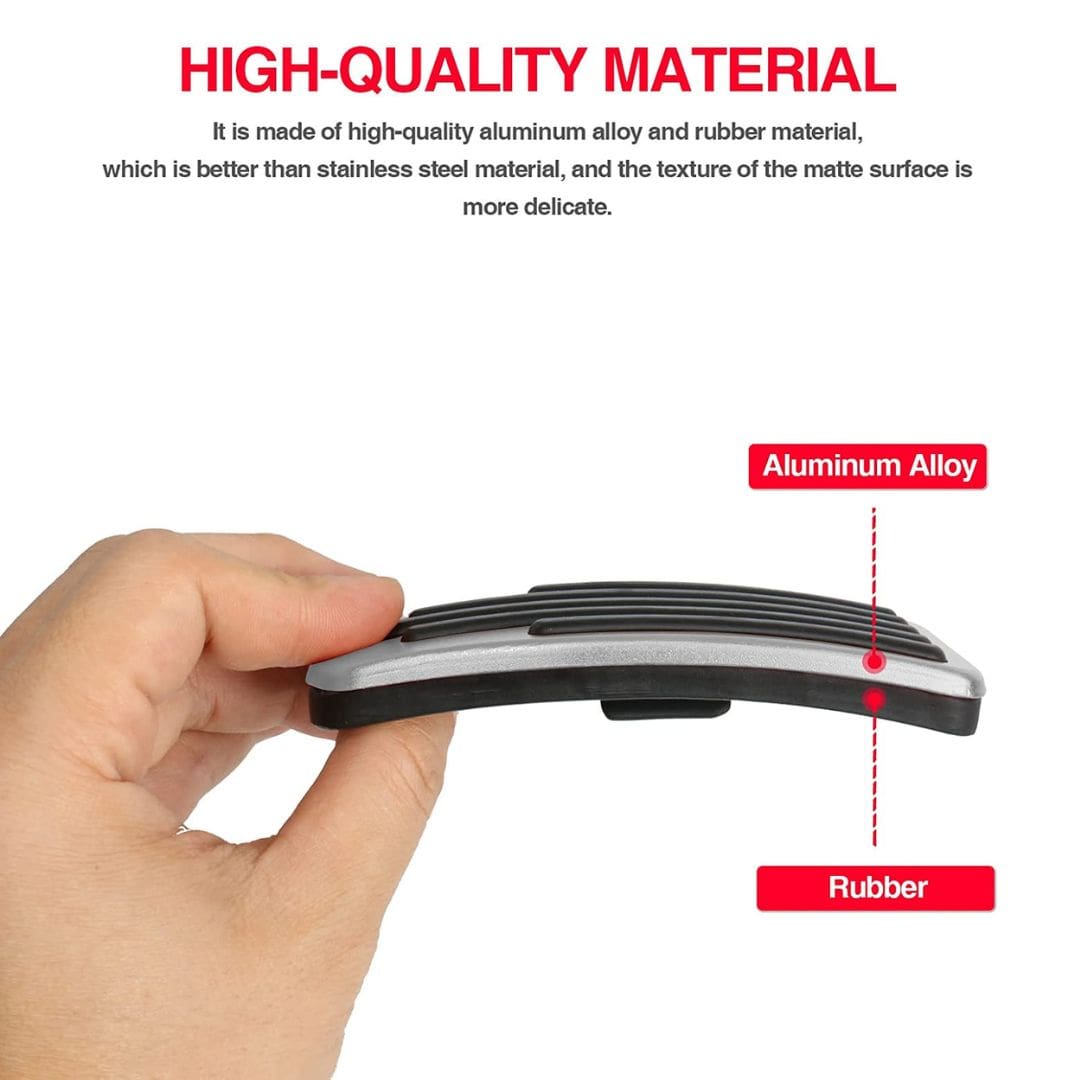 HIGH-QUALITY MATERIAL
It is made of high-quality aluminum alloy and rubber material,
which is better than stainless steel material, and the texture of the matte surface is
more delicate.
Aluminum Alloy
Rubber